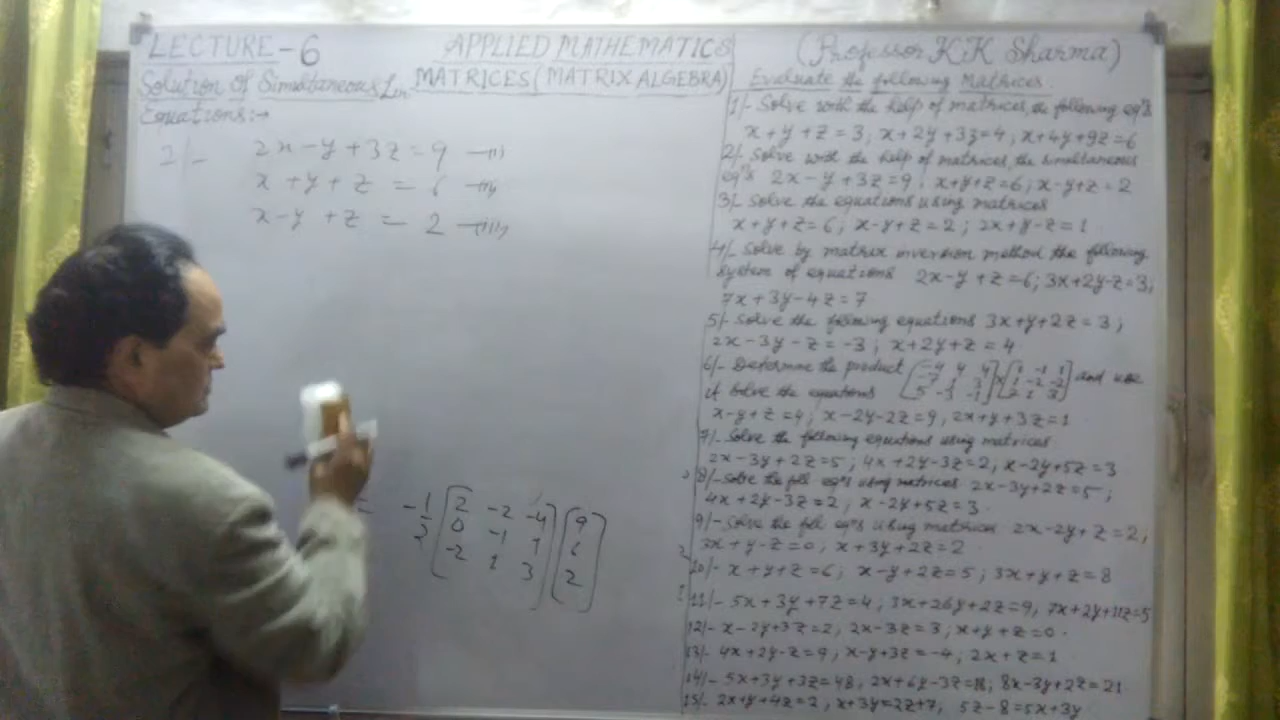 LECTURE-6
APPLIED MATHEMATICS
(Professor KK Sharma)
Solution Of Simultaneous
MATRICES (MATRIX ALGEBRA)
Equations:→
2/-
2x-y+3z=9 —(i)
x+y+z=6 —(ii)
x-y+z=2 —(iii)
= -1/2 [2 -2 -4] [9]
[0 -1 1] [6]
[-2 1 3] [2]
Evaluate the following Matrices.
1/- Solve with the help of matrices, the following eqns
x+y+z=3, x+2y+3z=4, x+4y+9z=6
2/- Solve with the help of matrices the simultaneous
eqns 2x-y+3z=9, x+y+z=6; x-y+z=2
3/- Solve the equations using matrices
x+y+z=6; x-y+z=2; 2x+y-z=1
4/- Solve by matrix inversion method the following
system of equations 2x-y+z=6; 3x+2y-z=3;
7x+3y-4z=7
5/- Solve the following equations 3x+y+2z=3;
2x-3y-z=-3; x+2y+z=4
6/- Determine the product [-4 4 4] × [1 -1 1] and use
[-7 1 3] [1 -2 -2]
it solve the equations [5 -3 -1] [2 1 3]
x-y+z=4, x-2y-2z=9, 2x+y+3z=1
7/- Solve the following equations using matrices
2x-3y+2z=5; 4x+2y-3z=2, x-2y+5z=3
8/- Solve the foll eqns using matrices 2x-3y+2z=5;
4x+2y-3z=2, x-2y+5z=3.
9/- Solve the foll eqns using matrices 2x-2y+z=2,
3x+y-z=0, x+3y+2z=2
10/- x+y+z=6; x-y+2z=5; 3x+y+z=8
11/- 5x+3y+7z=4; 3x+26y+2z=9, 7x+2y+11z=5
12/- x-2y+3z=2, 2x-3z=3; x+y+z=0.
13/- 4x+2y-z=9, x-y+3z=-4; 2x+z=1
14/- 5x+3y+3z=48, 2x+6y-3z=18, 8x-3y+2z=21
15/- 2x+y+4z=2, x+3y=2z+7, 5z-8=5x+3y